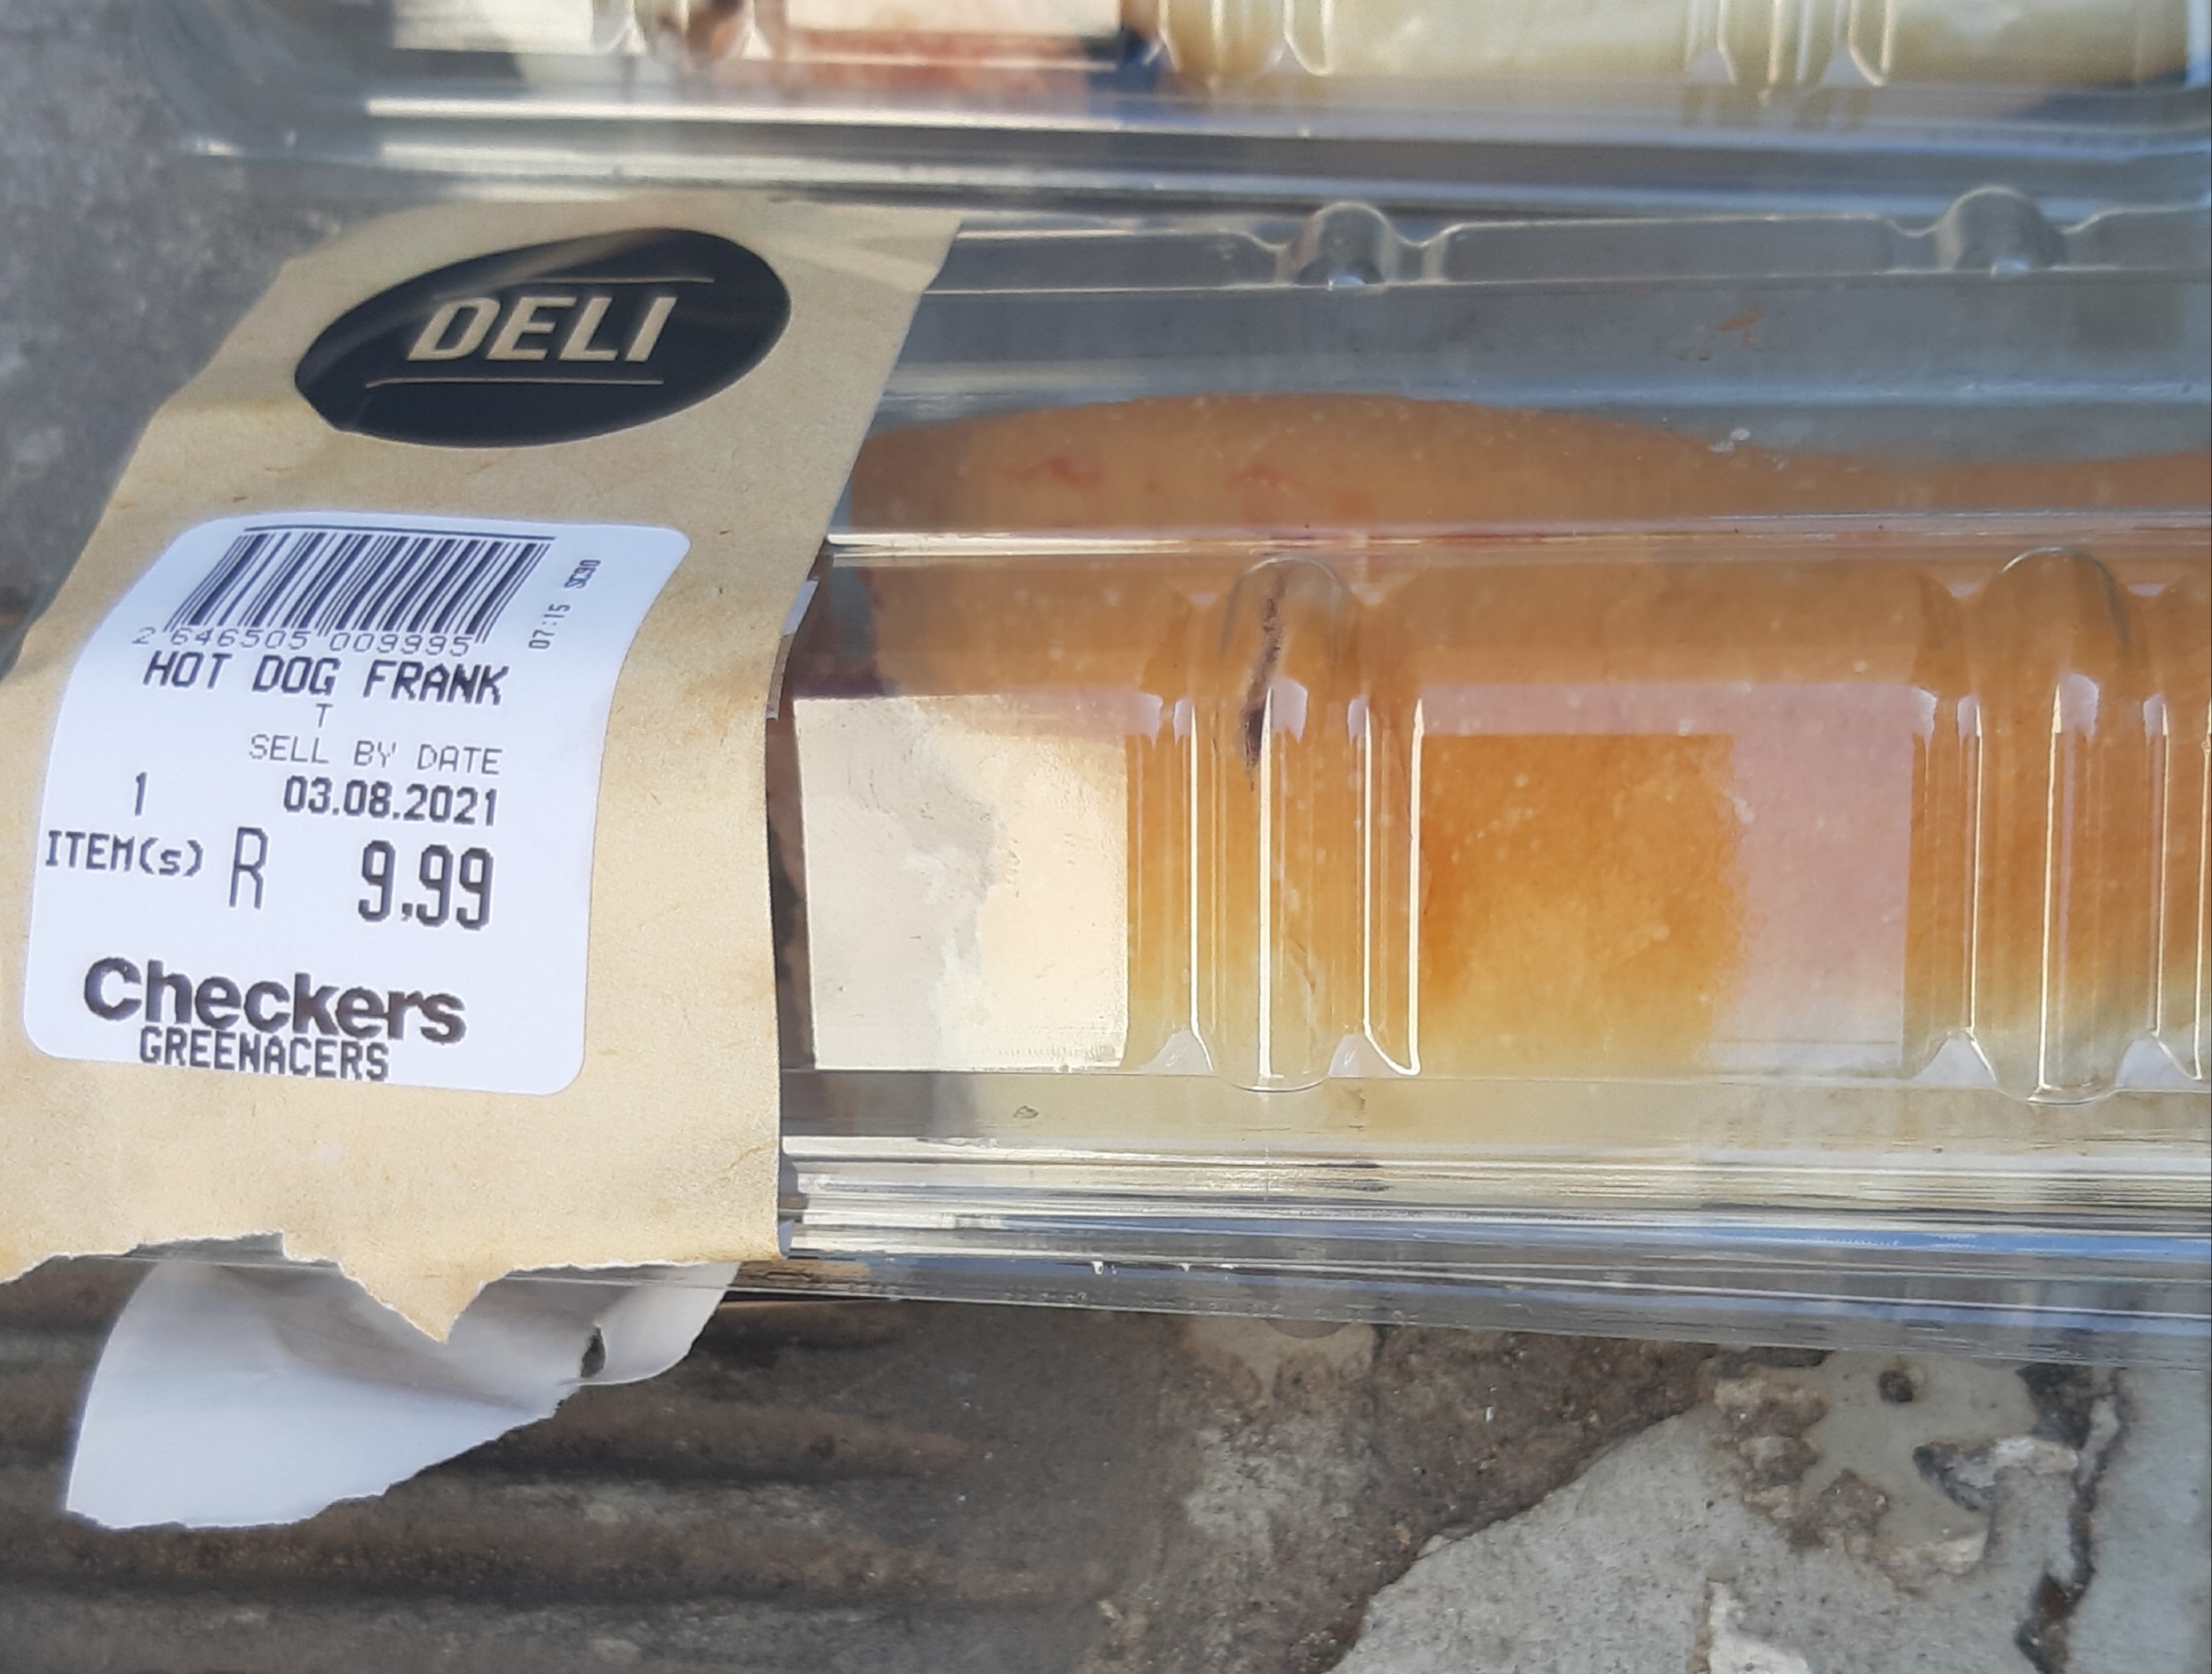 DELI
2 646505 009995
07:15 SC90
HOT DOG FRANK
T
SELL BY DATE
1 03.08.2021
ITEM(s) R 9.99
Checkers
GREENACERS